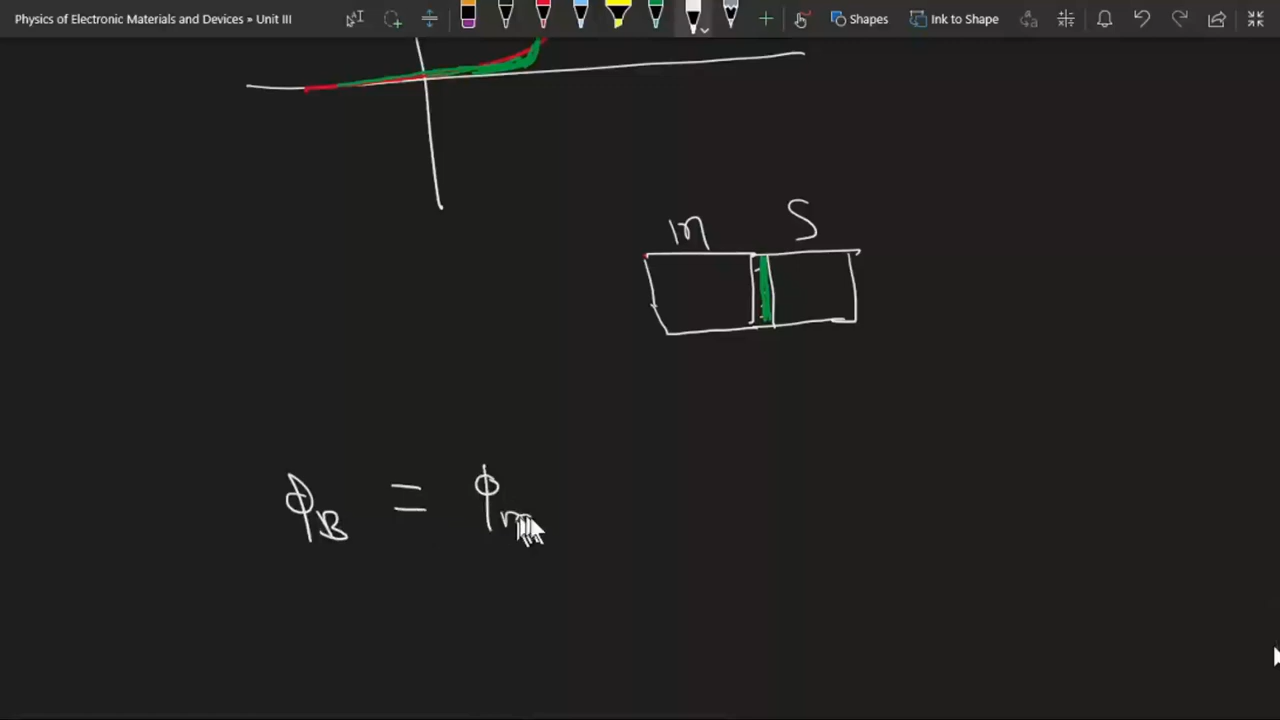 Physics of Electronic Materials and Devices » Unit III
Shapes
Ink to Shape
m S
ϕB = ϕm